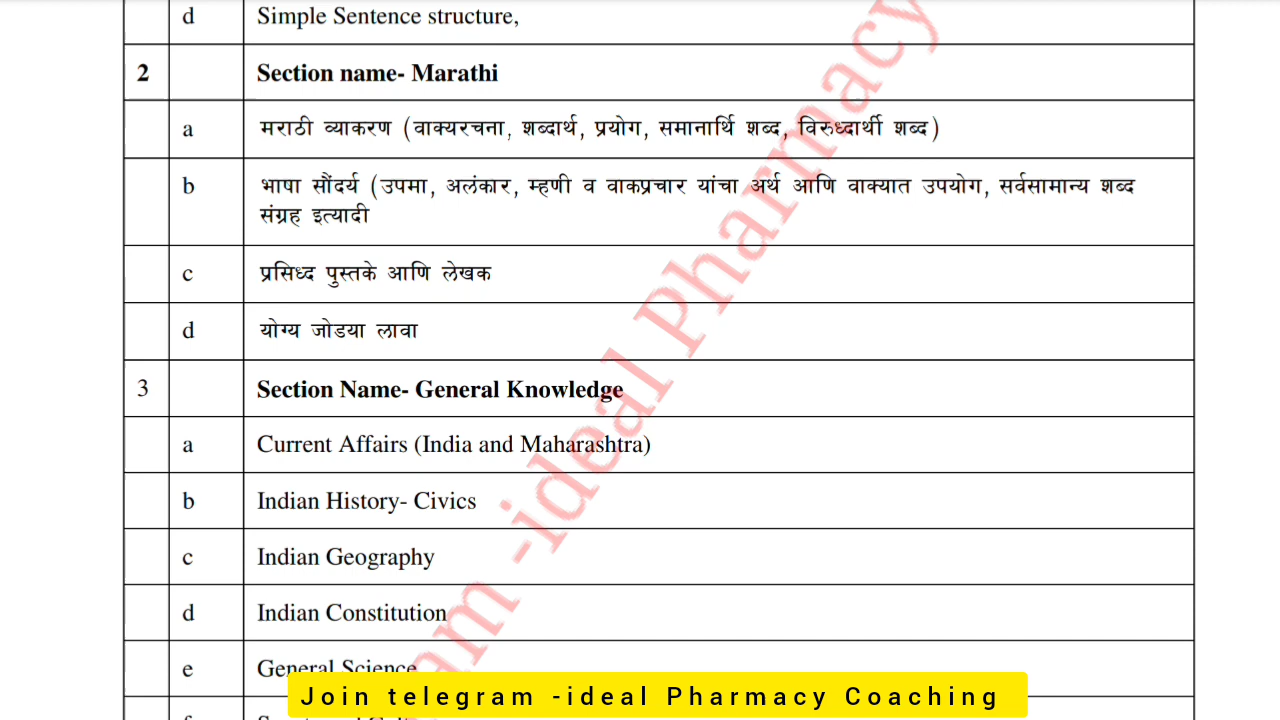 d Simple Sentence structure,
2 Section name- Marathi
a मराठी व्याकरण (वाक्यरचना, शब्दार्थ, प्रयोग, समानार्थि शब्द, विरुध्दार्थी शब्द)
b भाषा सौंदर्य (उपमा, अलंकार, म्हणी व वाकप्रचार यांचा अर्थ आणि वाक्यात उपयोग, सर्वसामान्य शब्द
संग्रह इत्यादी
c प्रसिध्द पुस्तके आणि लेखक
d योग्य जोडया लावा
3 Section Name- General Knowledge
a Current Affairs (India and Maharashtra)
b Indian History- Civics
c Indian Geography
d Indian Constitution
e General Science
-ideal Pharmacy
Join telegram -ideal Pharmacy Coaching